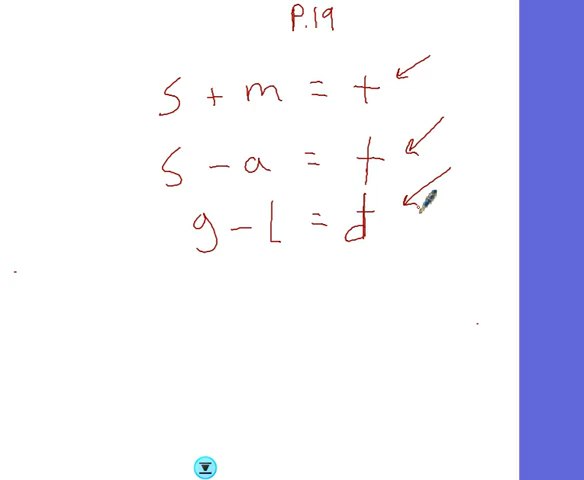 P.19
s + m = t
s - a = t
g - L = d